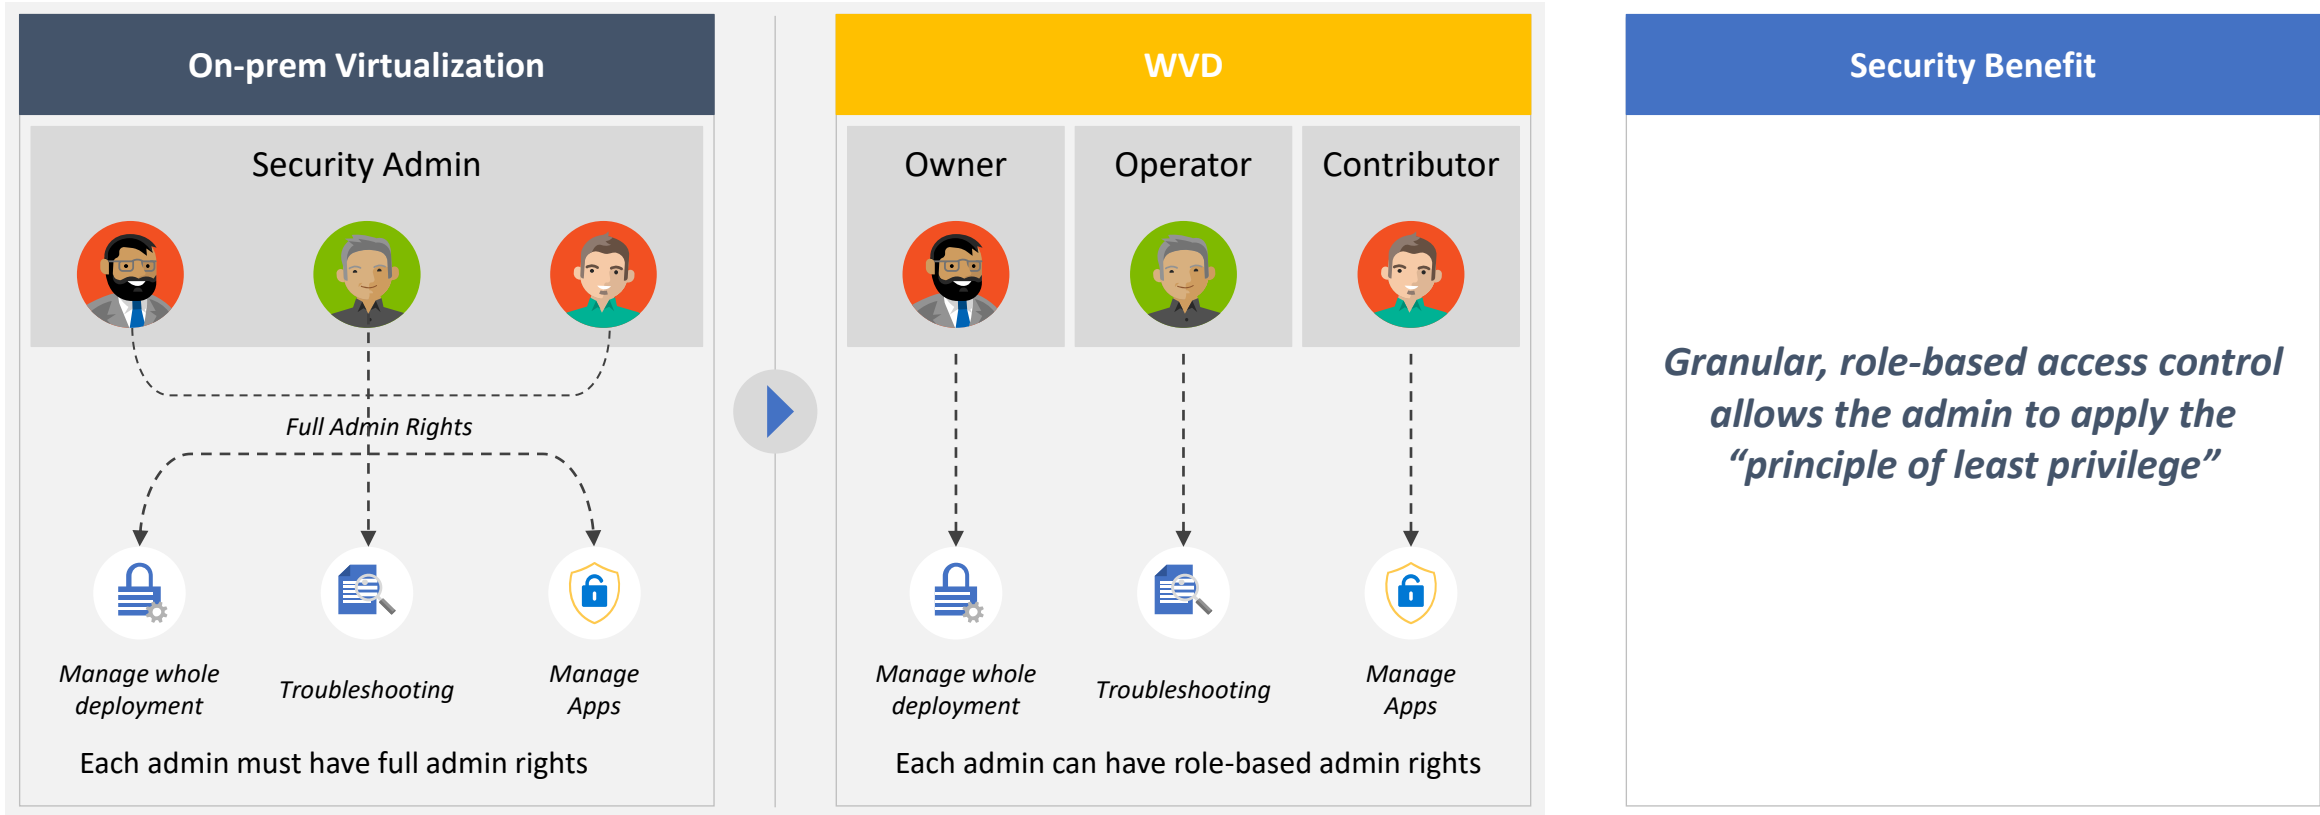 On-prem Virtualization
Security Admin
Full Admin Rights
Manage whole
deployment
Troubleshooting
Manage
Apps
Each admin must have full admin rights
WVD
Owner
Operator
Contributor
Manage whole
deployment
Troubleshooting
Manage
Apps
Each admin can have role-based admin rights
Security Benefit
Granular, role-based access control
allows the admin to apply the
“principle of least privilege”